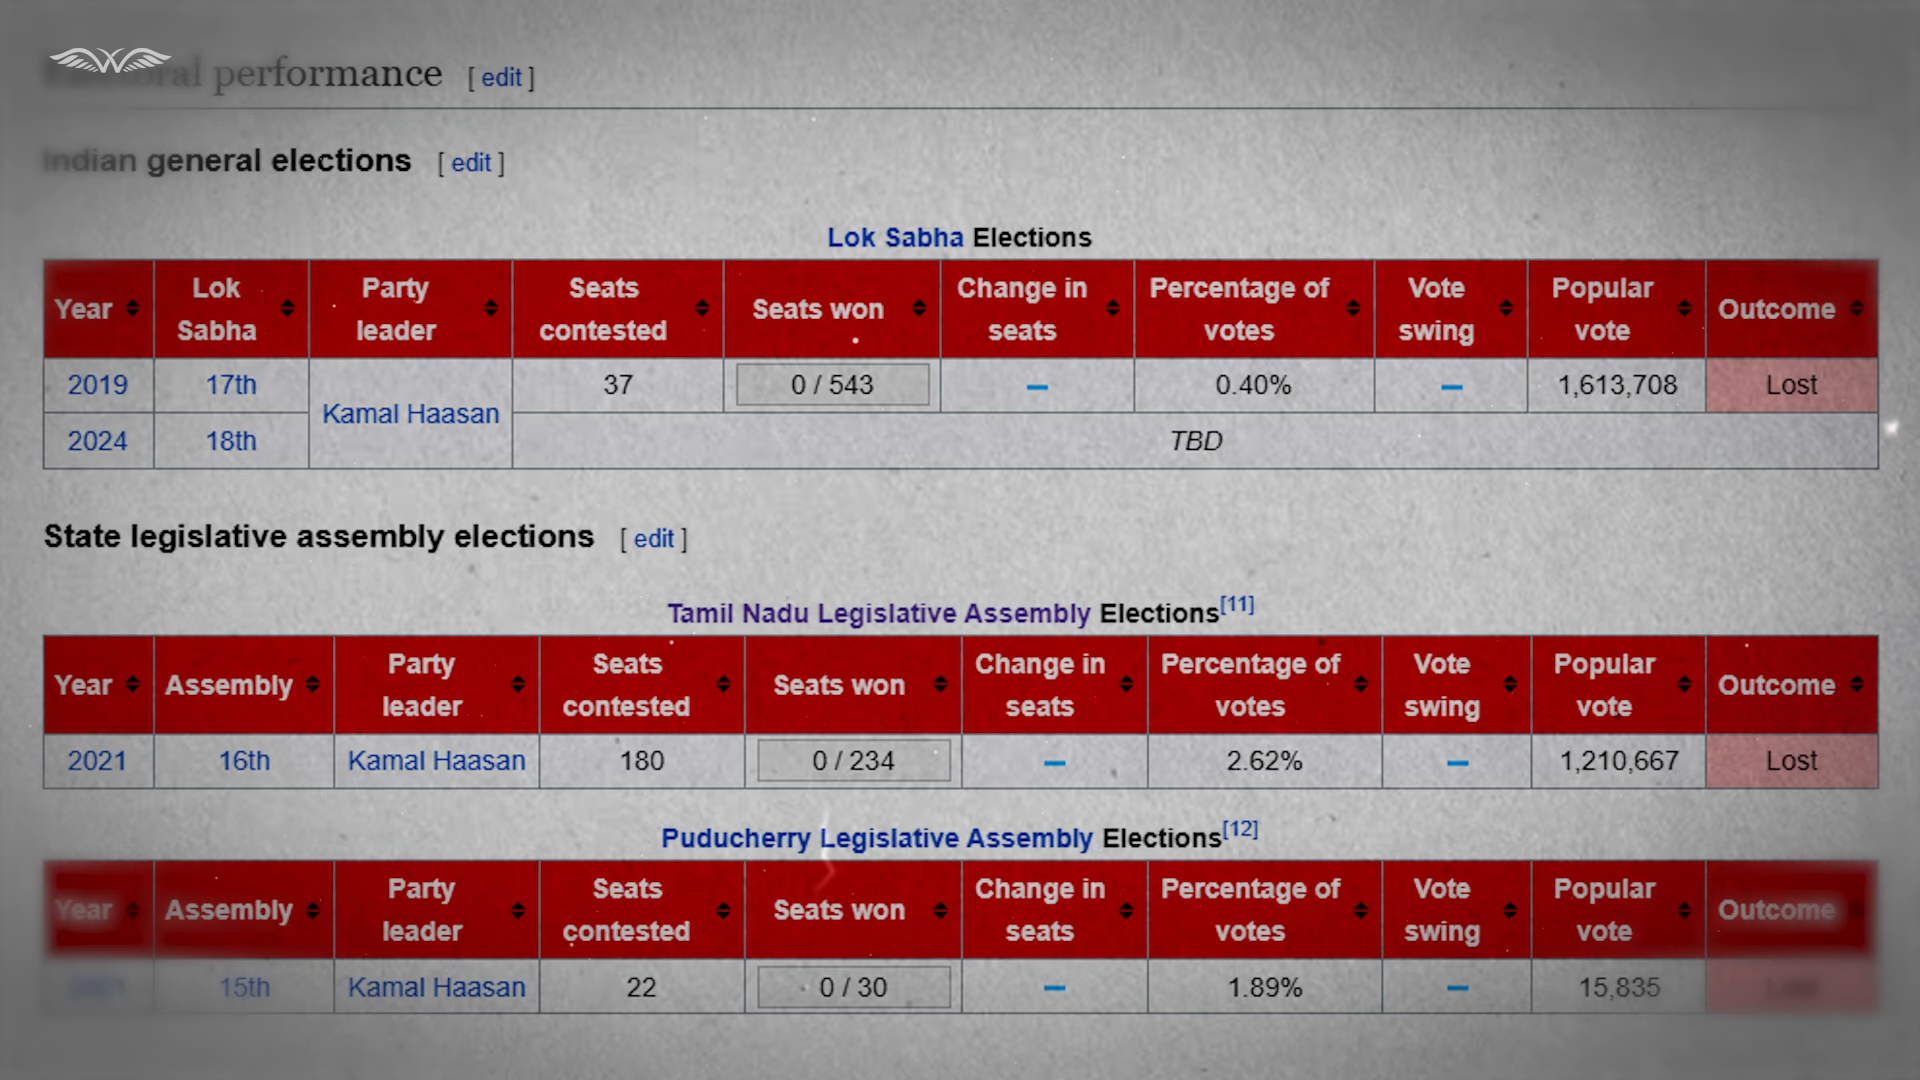 performance [ edit ]
Indian general elections [ edit ]
Lok Sabha Elections
Year Lok Sabha Party leader Seats contested Seats won Change in seats Percentage of votes Vote swing Popular vote Outcome
2019 17th Kamal Haasan 37 0 / 543 – 0.40% – 1,613,708 Lost
2024 18th TBD
State legislative assembly elections [ edit ]
Tamil Nadu Legislative Assembly Elections[11]
Year Assembly Party leader Seats contested Seats won Change in seats Percentage of votes Vote swing Popular vote Outcome
2021 16th Kamal Haasan 180 0 / 234 – 2.62% – 1,210,667 Lost
Puducherry Legislative Assembly Elections[12]
Year Assembly Party leader Seats contested Seats won Change in seats Percentage of votes Vote swing Popular vote Outcome
2021 15th Kamal Haasan 22 0 / 30 – 1.89% – 15,835 Lost